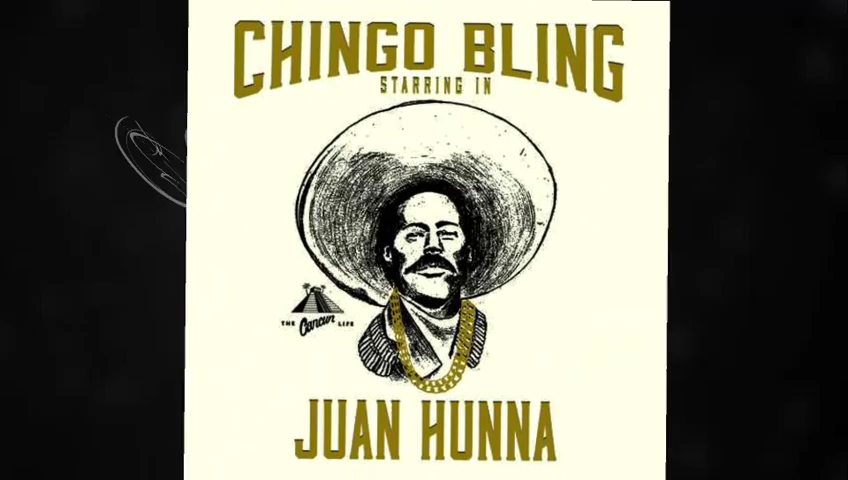 CHINGO BLING
STARRING IN
THE Cancun LIFE
JUAN HUNNA